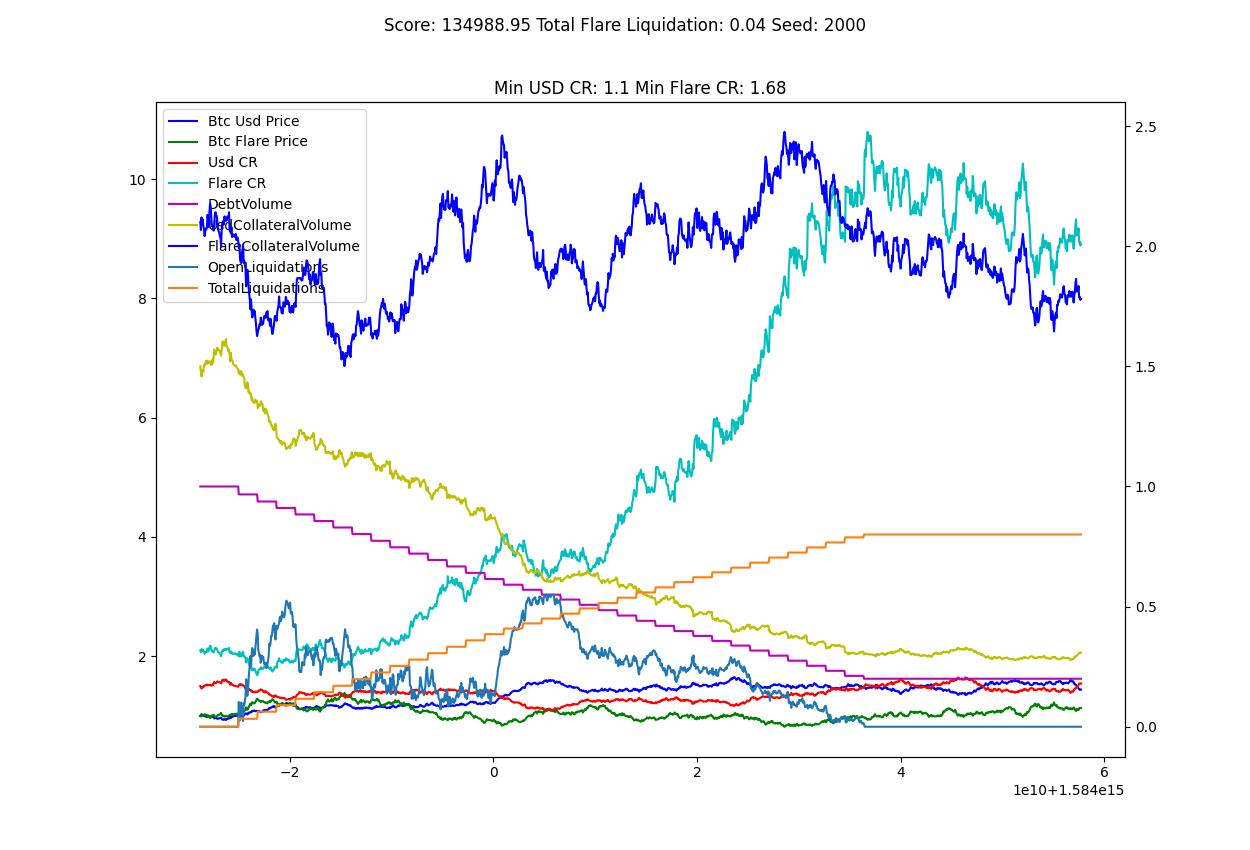 Score: 134988.95 Total Flare Liquidation: 0.04 Seed: 2000
Min USD CR: 1.1 Min Flare CR: 1.68
Btc Usd Price
Btc Flare Price
Usd CR
Flare CR
DebtVolume
UsdCollateralVolume
FlareCollateralVolume
OpenLiquidations
TotalLiquidations
10
8
6
4
2
2.5
2.0
1.5
1.0
0.5
0.0
−2
0
2
4
6
1e10+1.584e15